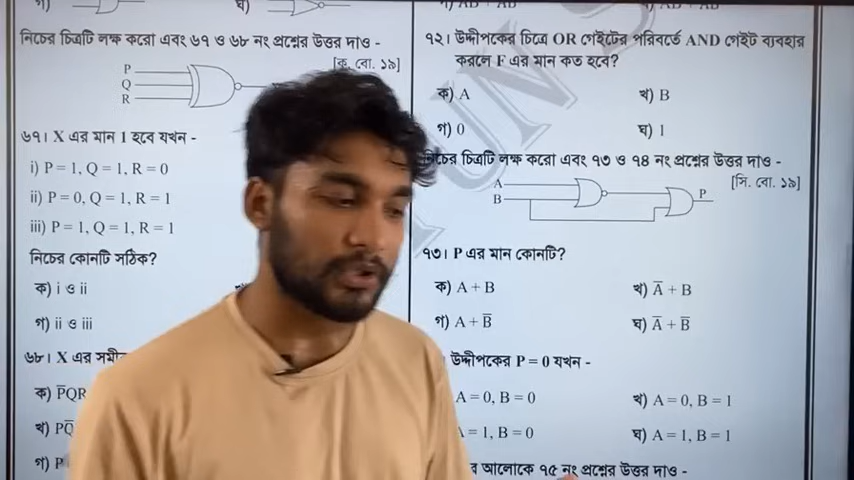 গ)
ঘ)
নিচের চিত্রটি লক্ষ করো এবং ৬৭ ও ৬৮ নং প্রশ্নের উত্তর দাও -
[কু. বো. ১৯]
P
Q
R
৬৭। X এর মান 1 হবে যখন -
i) P = 1, Q = 1, R = 0
ii) P = 0, Q = 1, R = 1
iii) P = 1, Q = 1, R = 1
নিচের কোনটি সঠিক?
ক) i ও ii
গ) ii ও iii
৬৮। X এর
ক) P̅QR
খ) PQ̅
গ) P
৭২। উদ্দীপকের চিত্রে OR গেইটের পরিবর্তে AND গেইট ব্যবহার
করলে F এর মান কত হবে?
ক) A
খ) B
গ) 0
ঘ) 1
নিচের চিত্রটি লক্ষ করো এবং ৭৩ ও ৭৪ নং প্রশ্নের উত্তর দাও -
[সি. বো. ১৯]
A
B
P
৭৩। P এর মান কোনটি?
ক) A + B
খ) A̅ + B
গ) A + B̅
ঘ) A̅ + B̅
উদ্দীপকের P = 0 যখন -
A = 0, B = 0
খ) A = 0, B = 1
A = 1, B = 0
ঘ) A = 1, B = 1
আলোকে ৭৫ নং প্রশ্নের উত্তর দাও -